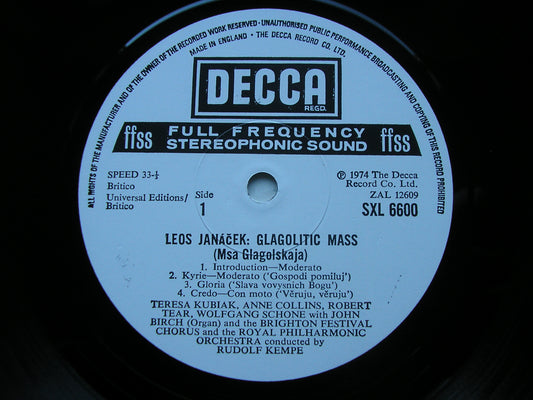 ALL RIGHTS OF THE MANUFACTURER AND OF THE OWNER OF THE RECORDED WORK RESERVED · UNAUTHORISED PUBLIC PERFORMANCE BROADCASTING AND COPYING OF THIS RECORD PROHIBITED
MADE IN ENGLAND · THE DECCA RECORD CO. LTD.
DECCA
REGD.
ffss FULL FREQUENCY STEREOPHONIC SOUND ffss
SPEED 33-⅓
Britico
Universal Editions/
Britico
Side
1
℗ 1974 The Decca
Record Co. Ltd.
ZAL 12609
SXL 6600
LEOS JANÁČEK: GLAGOLITIC MASS
(Msa Glagolskaja)
1. Introduction—Moderato
2. Kyrie—Moderato ('Gospodi pomiluj')
3. Gloria ('Slava vovysnich Bogu')
4. Credo—Con moto ('Věruju, věruju')
TERESA KUBIAK, ANNE COLLINS, ROBERT
TEAR, WOLFGANG SCHONE with JOHN
BIRCH (Organ) and the BRIGHTON FESTIVAL
CHORUS and the ROYAL PHILHARMONIC
ORCHESTRA conducted by
RUDOLF KEMPE